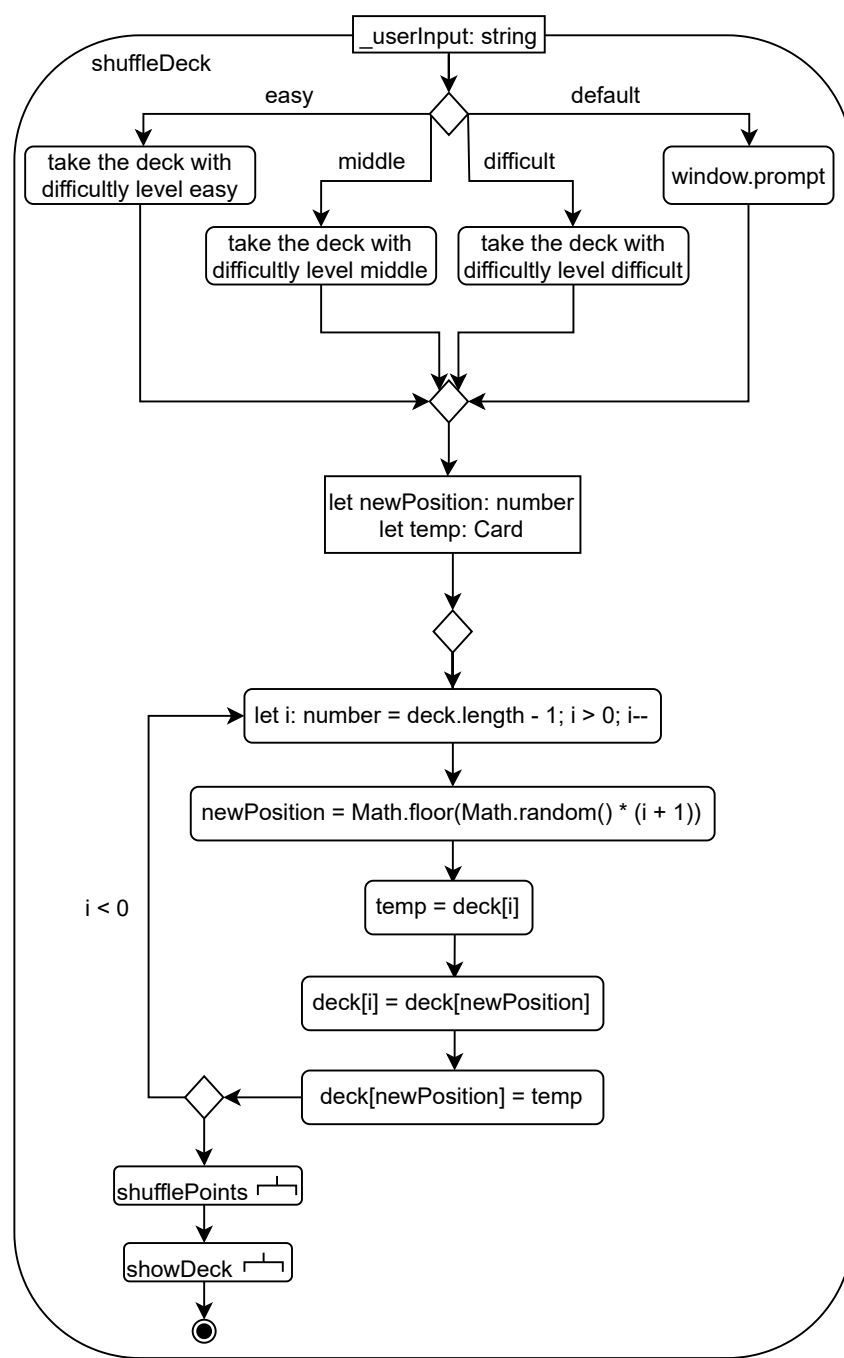 _userInput: string
shuffleDeck
easy
default
take the deck with
difficultly level easy
middle
difficult
window.prompt
take the deck with
difficultly level middle
take the deck with
difficultly level difficult
let newPosition: number
let temp: Card
let i: number = deck.length - 1; i > 0; i--
newPosition = Math.floor(Math.random() * (i + 1))
temp = deck[i]
i < 0
deck[i] = deck[newPosition]
deck[newPosition] = temp
shufflePoints
showDeck